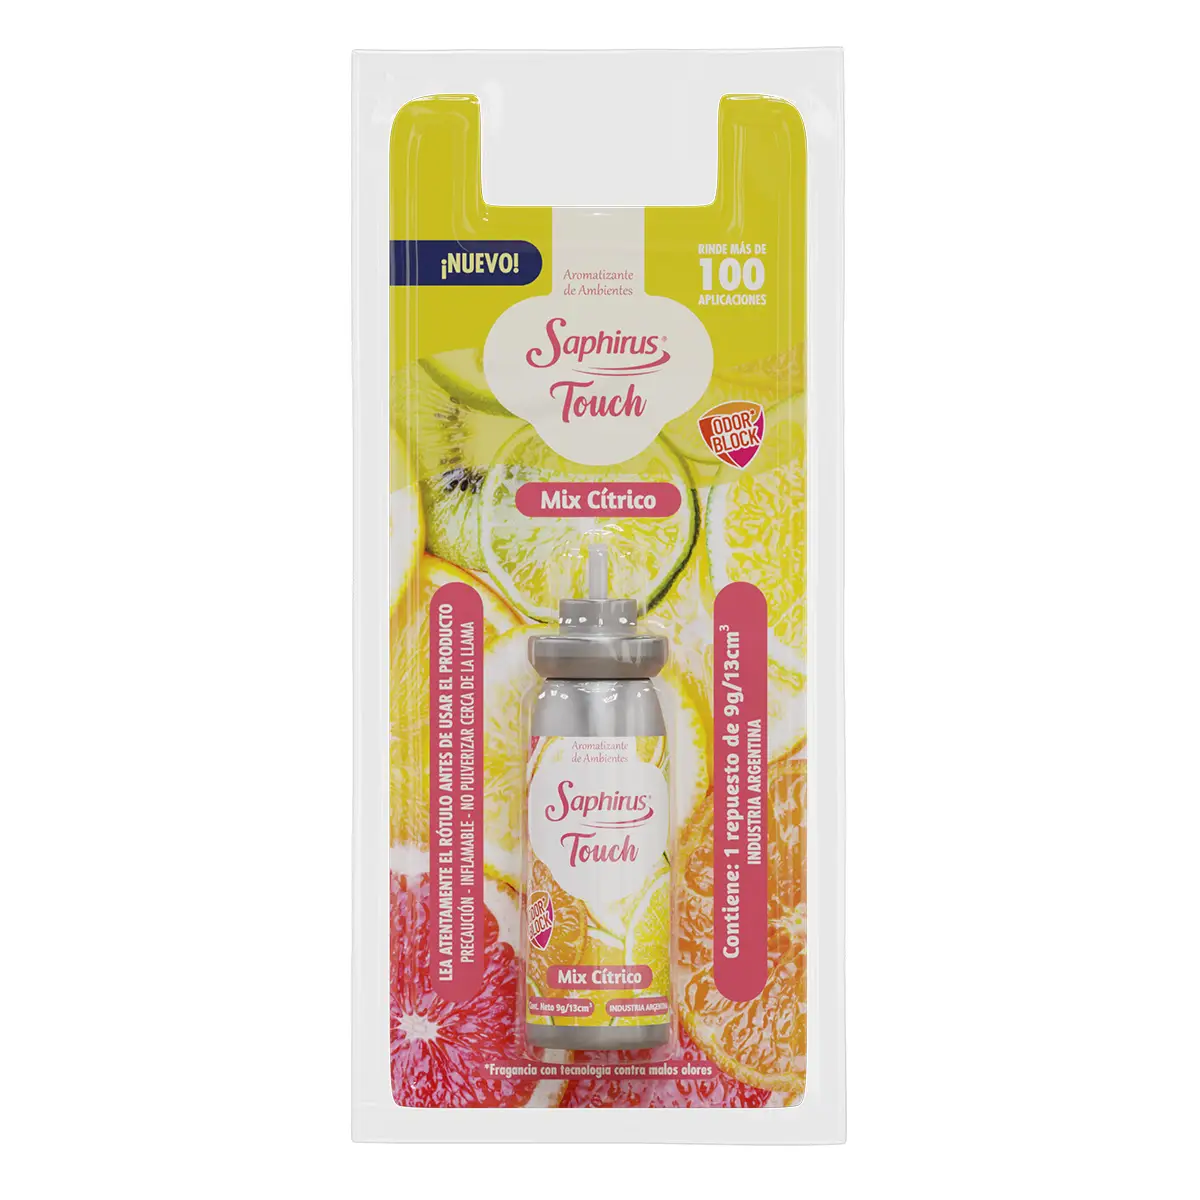 ¡NUEVO!
Aromatizante
de Ambientes
Saphirus®
Touch
RINDE MÁS DE
100
APLICACIONES
ODOR*
BLOCK
Mix Cítrico
LEA ATENTAMENTE EL RÓTULO ANTES DE USAR EL PRODUCTO
PRECAUCIÓN - INFLAMABLE - NO PULVERIZAR CERCA DE LA LLAMA
Contiene: 1 repuesto de 9g/13cm³
INDUSTRIA ARGENTINA
Aromatizante
de Ambientes
Saphirus®
Touch
ODOR*
BLOCK
Mix Cítrico
Cont. Neto 9g/13cm³
INDUSTRIA ARGENTINA
*Fragancia con tecnología contra malos olores